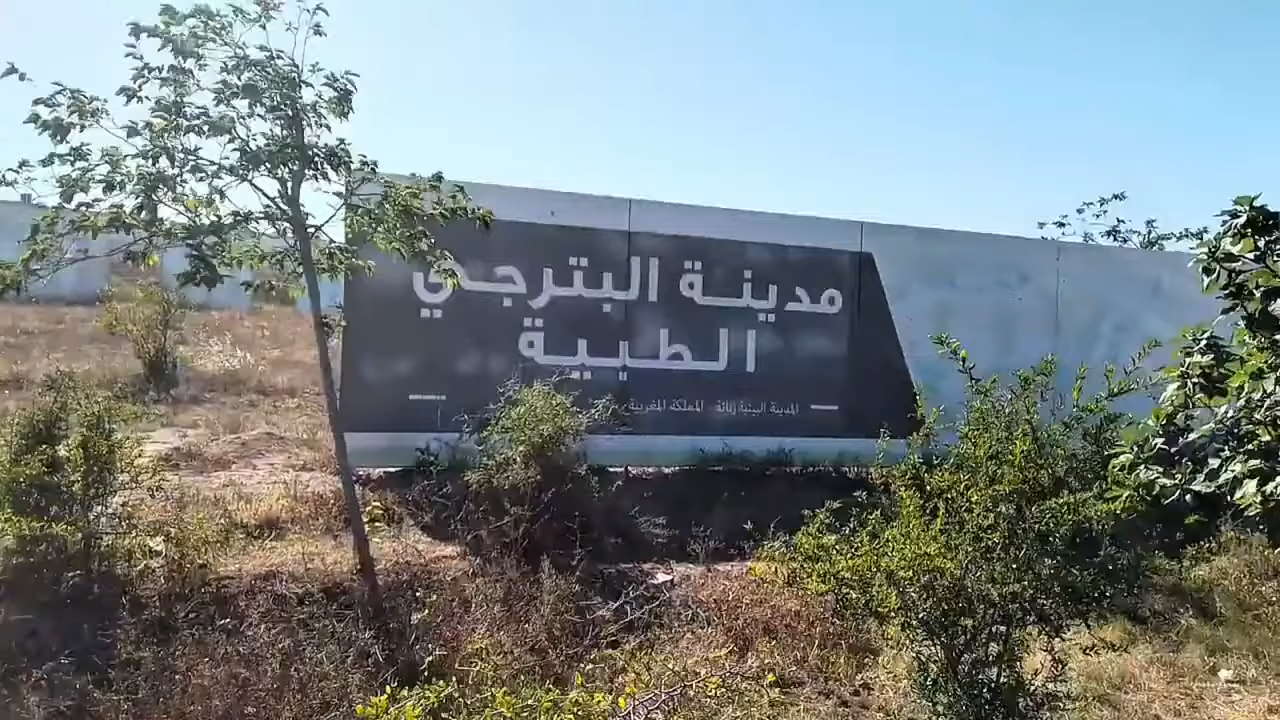 مدينة البترجي
الطبية
المدينة البيئية زناتة - المملكة المغربية